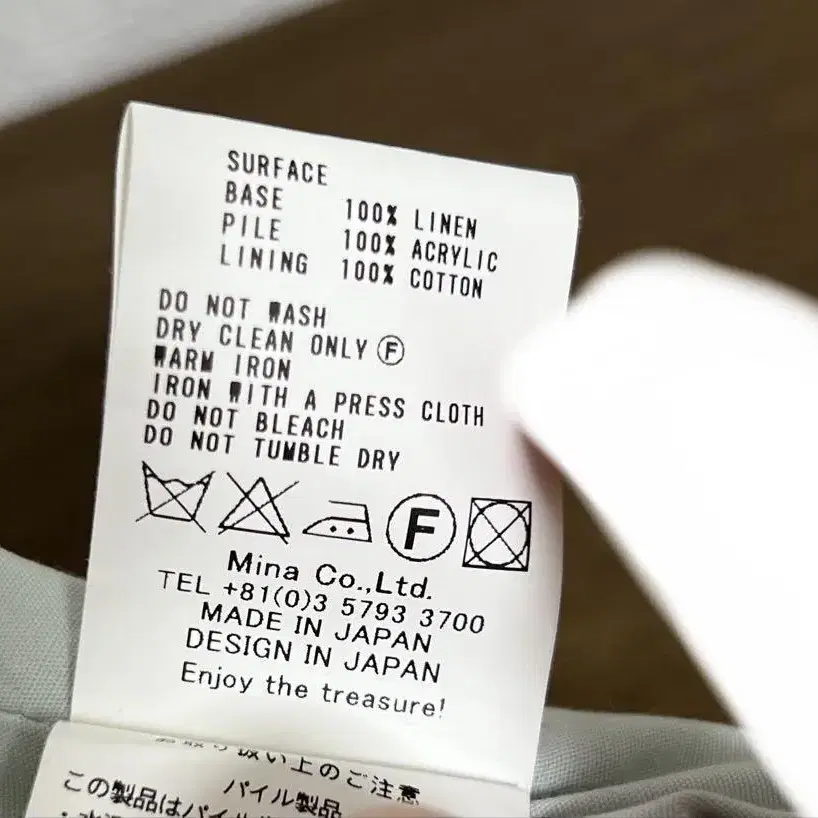 SURFACE
BASE 100% LINEN
PILE 100% ACRYLIC
LINING 100% COTTON
DO NOT WASH
DRY CLEAN ONLY Ⓕ
WARM IRON
IRON WITH A PRESS CLOTH
DO NOT BLEACH
DO NOT TUMBLE DRY
F
Mina Co.,Ltd.
TEL +81(0)3 5793 3700
MADE IN JAPAN
DESIGN IN JAPAN
Enjoy the treasure!
扱い上のご注意
パイル製品
この製品はパイル